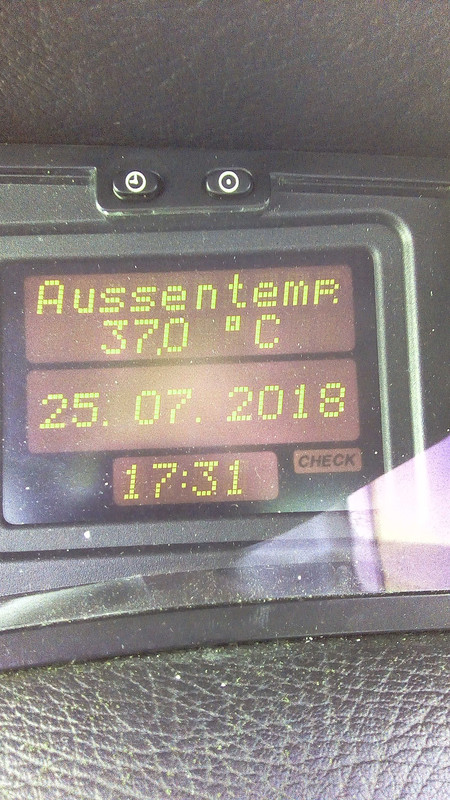 Aussentemp
37,0 °C
25. 07. 2018
17:31
CHECK